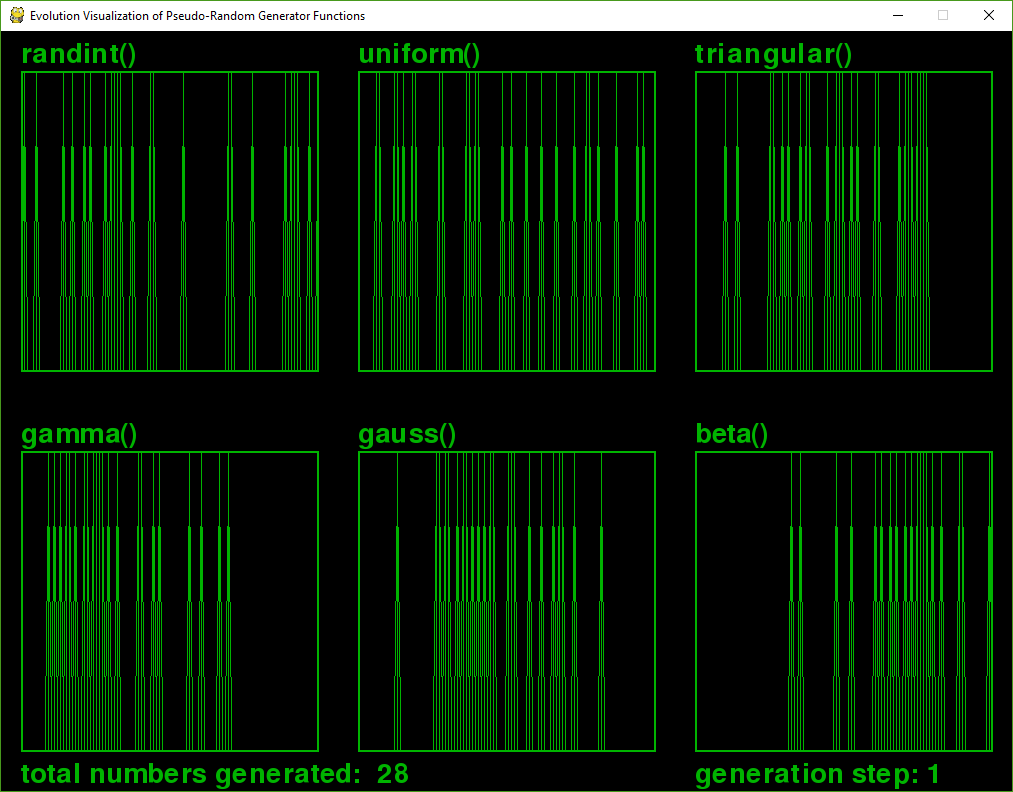 Evolution Visualization of Pseudo-Random Generator Functions
randint() uniform() triangular()
gamma() gauss() beta()
total numbers generated: 28 generation step: 1